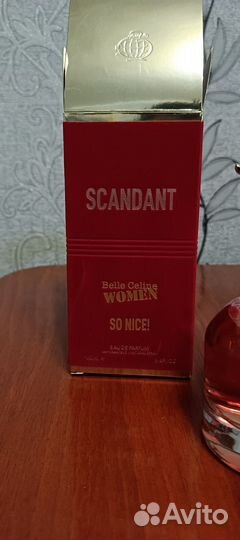 SCANDANT
Belle Celine
WOMEN
SO NICE!
EAU DE PARFUM
Avito